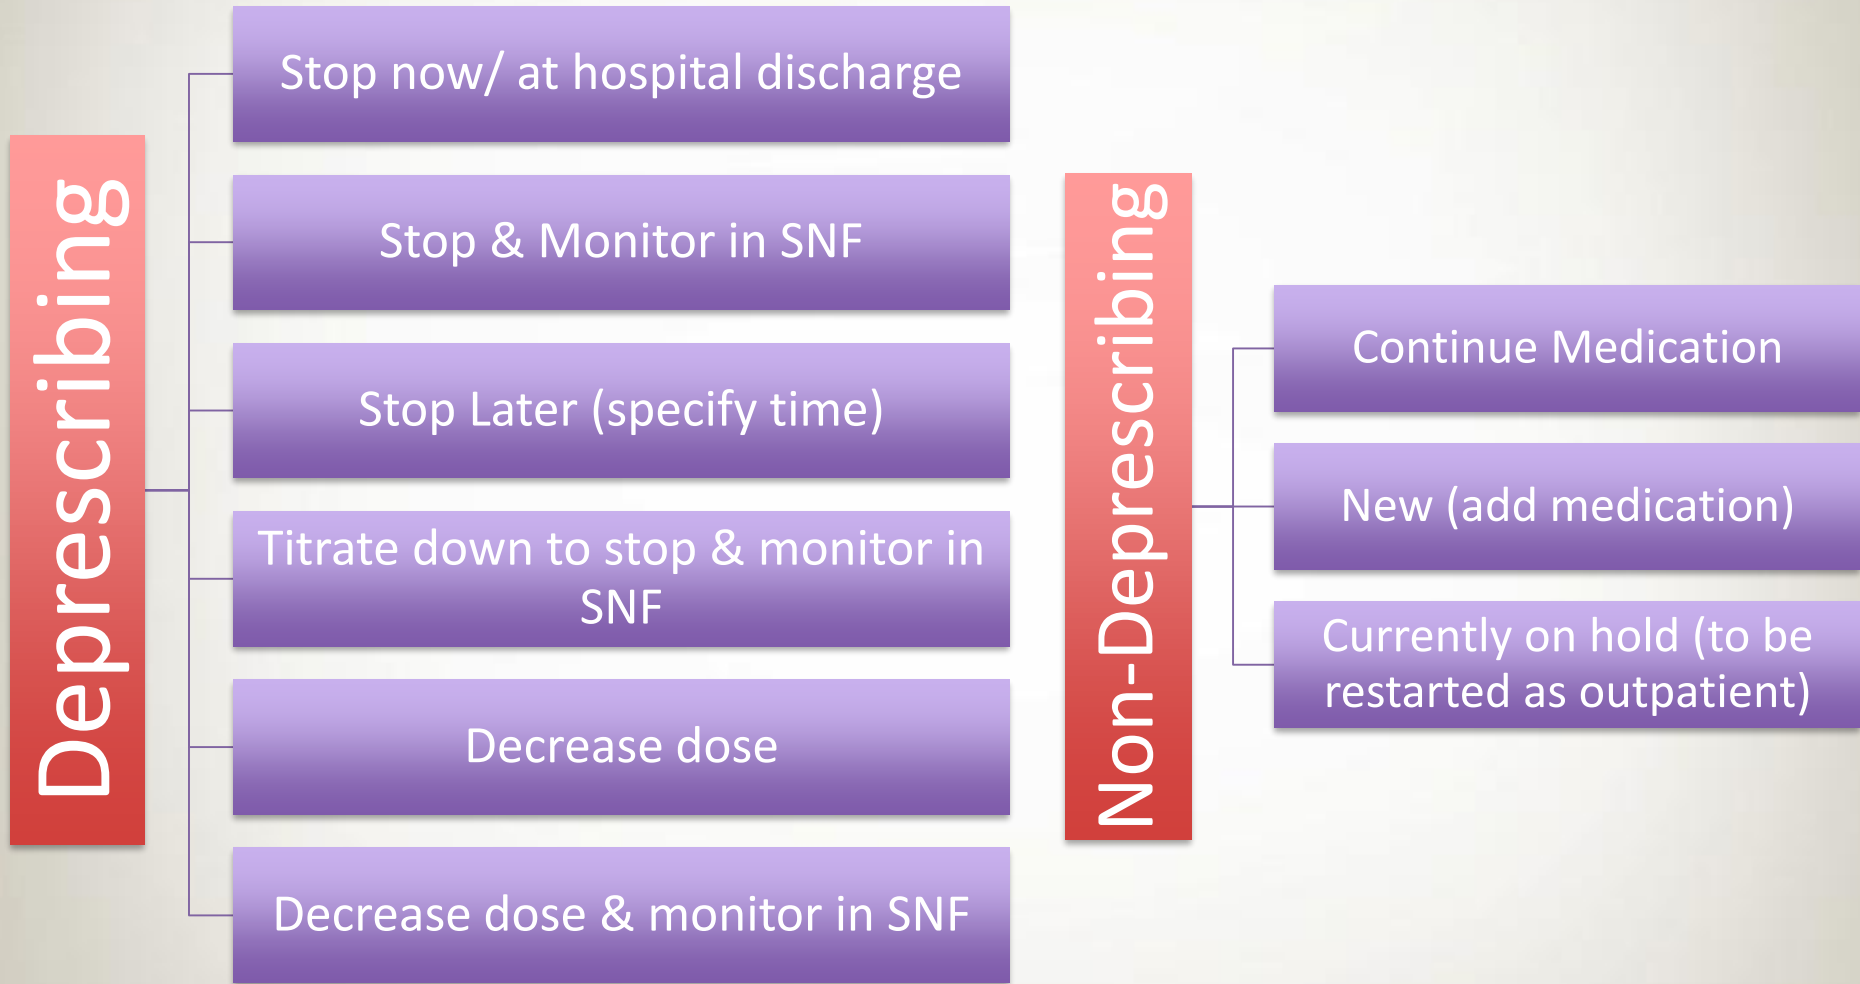 Deprescribing
Stop now/ at hospital discharge
Stop & Monitor in SNF
Stop Later (specify time)
Titrate down to stop & monitor in
SNF
Decrease dose
Decrease dose & monitor in SNF
Non-Deprescribing
Continue Medication
New (add medication)
Currently on hold (to be
restarted as outpatient)